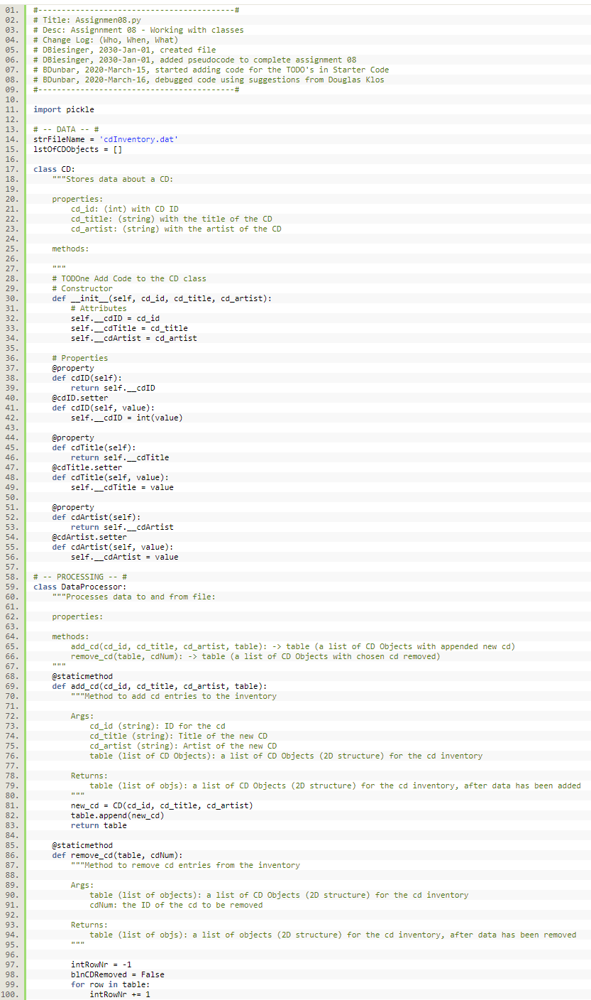 01. #------------------------------------------#
02. # Title: Assignmen08.py
03. # Desc: Assignnment 08 - Working with classes
04. # Change Log: (Who, When, What)
05. # DBiesinger, 2030-Jan-01, created file
06. # DBiesinger, 2030-Jan-01, added pseudocode to complete assignment 08
07. # BDunbar, 2020-March-15, started adding code for the TODO's in Starter Code
08. # BDunbar, 2020-March-16, debugged code using suggestions from Douglas Klos
09. #------------------------------------------#
10.
11. import pickle
12.
13. # -- DATA -- #
14. strFileName = 'cdInventory.dat'
15. lstOfCDObjects = []
16.
17. class CD:
18.     """Stores data about a CD:
19.
20.     properties:
21.         cd_id: (int) with CD ID
22.         cd_title: (string) with the title of the CD
23.         cd_artist: (string) with the artist of the CD
24.
25.     methods:
26.
27.     """
28.     # TODOne Add Code to the CD class
29.     # Constructor
30.     def __init__(self, cd_id, cd_title, cd_artist):
31.         # Attributes
32.         self.__cdID = cd_id
33.         self.__cdTitle = cd_title
34.         self.__cdArtist = cd_artist
35.
36.     # Properties
37.     @property
38.     def cdID(self):
39.         return self.__cdID
40.     @cdID.setter
41.     def cdID(self, value):
42.         self.__cdID = int(value)
43.
44.     @property
45.     def cdTitle(self):
46.         return self.__cdTitle
47.     @cdTitle.setter
48.     def cdTitle(self, value):
49.         self.__cdTitle = value
50.
51.     @property
52.     def cdArtist(self):
53.         return self.__cdArtist
54.     @cdArtist.setter
55.     def cdArtist(self, value):
56.         self.__cdArtist = value
57.
58. # -- PROCESSING -- #
59. class DataProcessor:
60.     """Processes data to and from file:
61.
62.     properties:
63.
64.     methods:
65.         add_cd(cd_id, cd_title, cd_artist, table): -> table (a list of CD Objects with appended new cd)
66.         remove_cd(table, cdNum): -> table (a list of CD Objects with chosen cd removed)
67.     """
68.     @staticmethod
69.     def add_cd(cd_id, cd_title, cd_artist, table):
70.         """Method to add cd entries to the inventory
71.
72.         Args:
73.             cd_id (string): ID for the cd
74.             cd_title (string): Title of the new CD
75.             cd_artist (string): Artist of the new CD
76.             table (list of CD Objects): a list of CD Objects (2D structure) for the cd inventory
77.
78.         Returns:
79.             table (list of objs): a list of CD Objects (2D structure) for the cd inventory, after data has been added
80.         """
81.         new_cd = CD(cd_id, cd_title, cd_artist)
82.         table.append(new_cd)
83.         return table
84.
85.     @staticmethod
86.     def remove_cd(table, cdNum):
87.         """Method to remove cd entries from the inventory
88.
89.         Args:
90.             table (list of objects): a list of CD Objects (2D structure) for the cd inventory
91.             cdNum: the ID of the cd to be removed
92.
93.         Returns:
94.             table (list of objs): a list of objects (2D structure) for the cd inventory, after data has been removed
95.         """
96.
97.         intRowNr = -1
98.         blnCDRemoved = False
99.         for row in table:
100.             intRowNr += 1